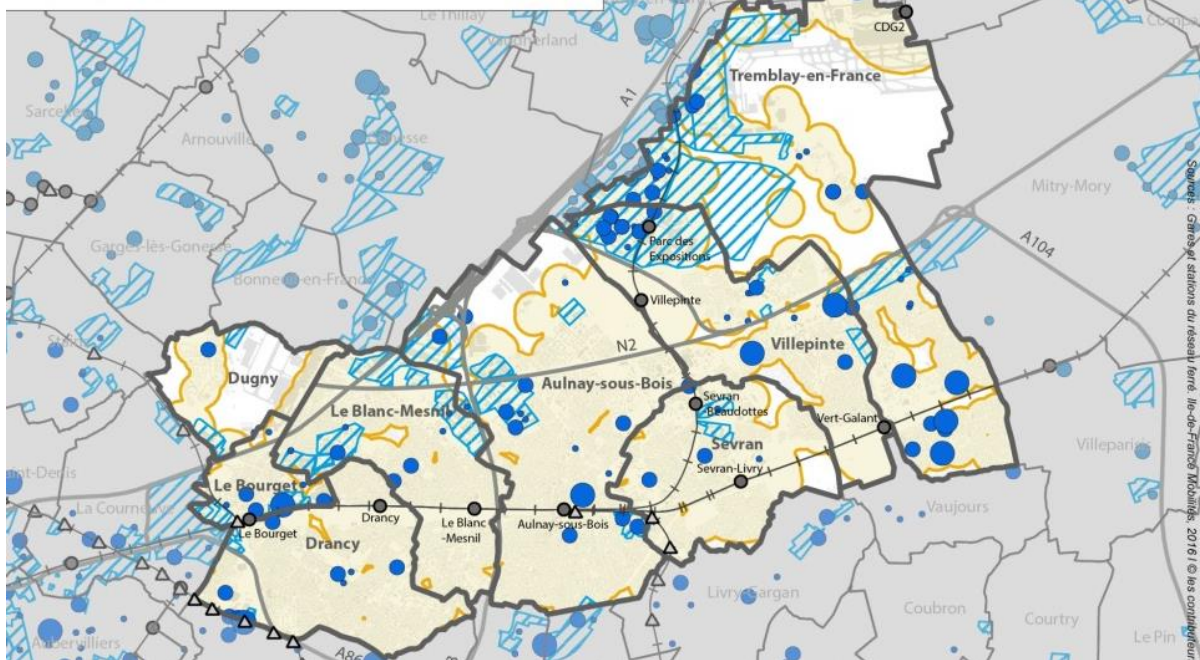 Le Thillay
CDG2
Tremblay-en-France
A1
Sarcelles
Arnouville
Gonesse
Mitry-Mory
A104
Garges-lès-Gonesse
Bonneuil-en-France
Parc des
Expositions
Villepinte
N2
Villepinte
Dugny
Aulnay-sous-Bois
Le Blanc-Mesnil
Sevran
Beaudottes
Vert-Galant
Sevran
Villeparisis
Sevran-Livry
Le Bourget
La Courneuve
Vaujours
Le Bourget
Drancy
Le Blanc
-Mesnil
Aulnay-sous-Bois
Drancy
Livry-Gargan
Coubron
Courtry
Aubervilliers
Le Pin
A86
Sources : Gares et stations du réseau ferré, Ile-de-France Mobilités, 2016 | © les contributeur